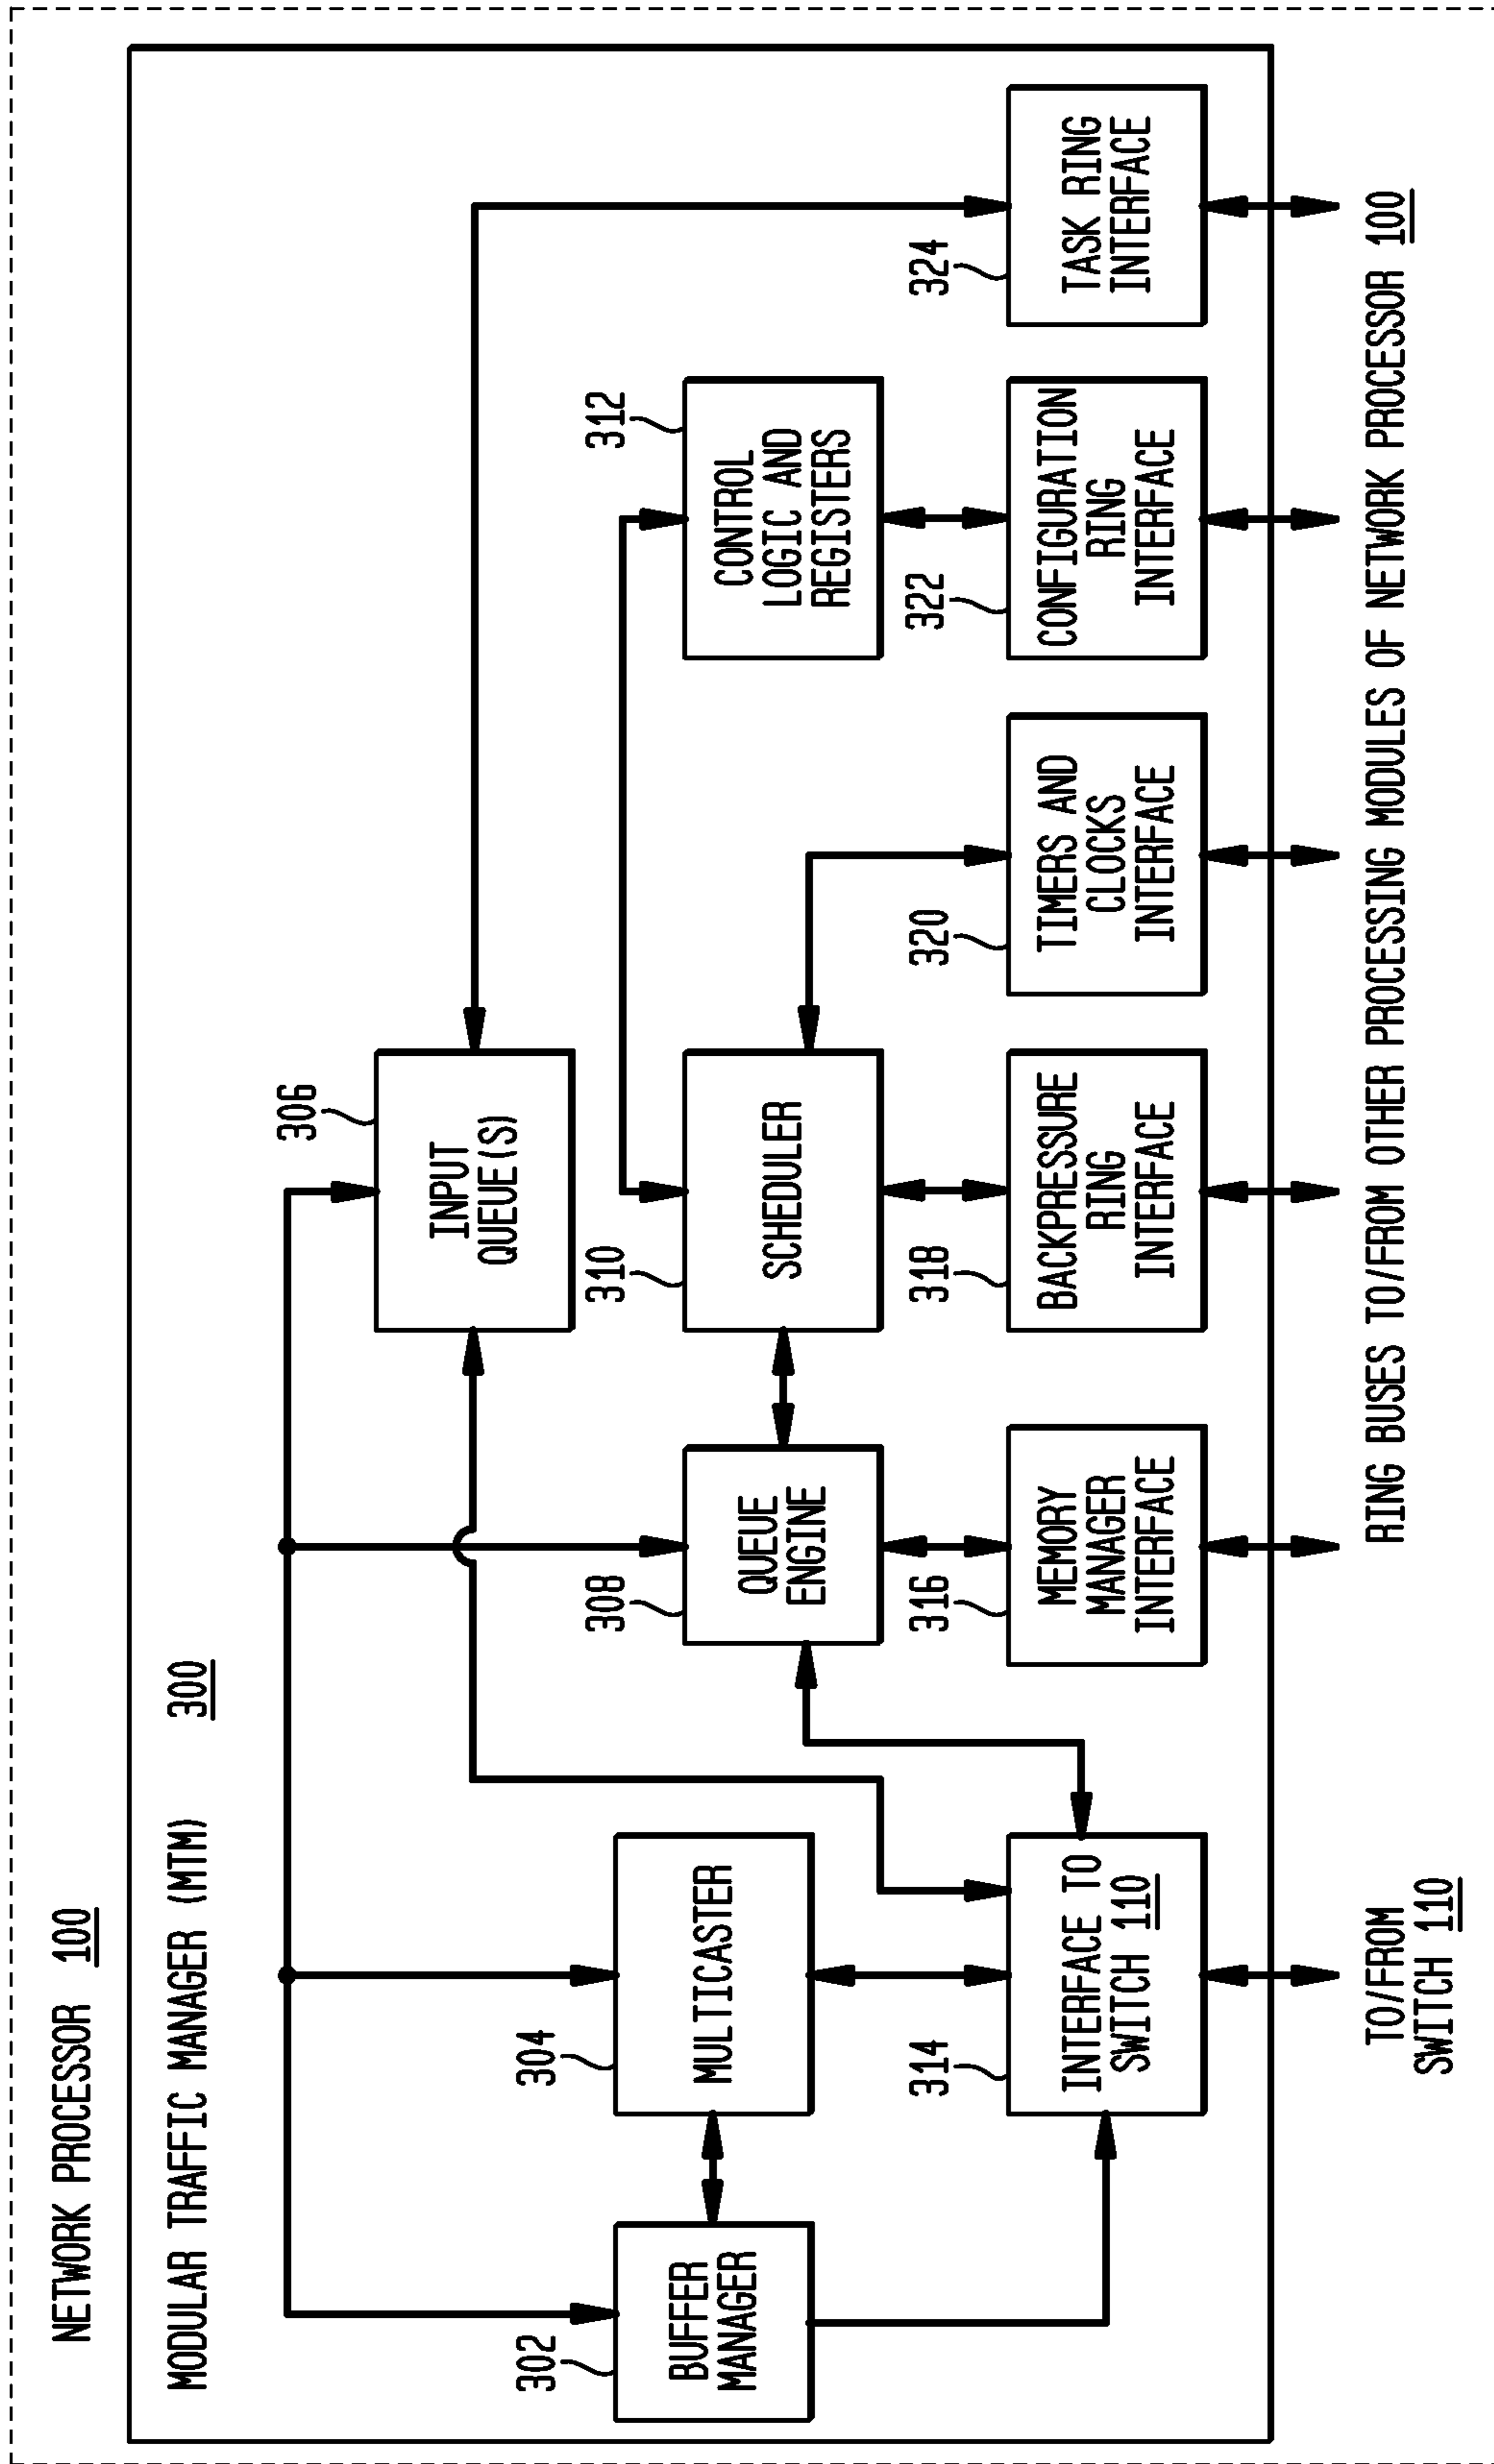 NETWORK PROCESSOR 100
MODULAR TRAFFIC MANAGER (MTM) 300
306
INPUT
QUEUE(S)
302
BUFFER
MANAGER
304
MULTICASTER
308
QUEUE
ENGINE
310
SCHEDULER
312
CONTROL
LOGIC AND
REGISTERS
314
INTERFACE TO
SWITCH 110
316
MEMORY
MANAGER
INTERFACE
318
BACKPRESSURE
RING
INTERFACE
320
TIMERS AND
CLOCKS
INTERFACE
322
CONFIGURATION
RING
INTERFACE
324
TASK RING
INTERFACE
TO/FROM
SWITCH 110
RING BUSES TO/FROM OTHER PROCESSING MODULES OF NETWORK PROCESSOR 100